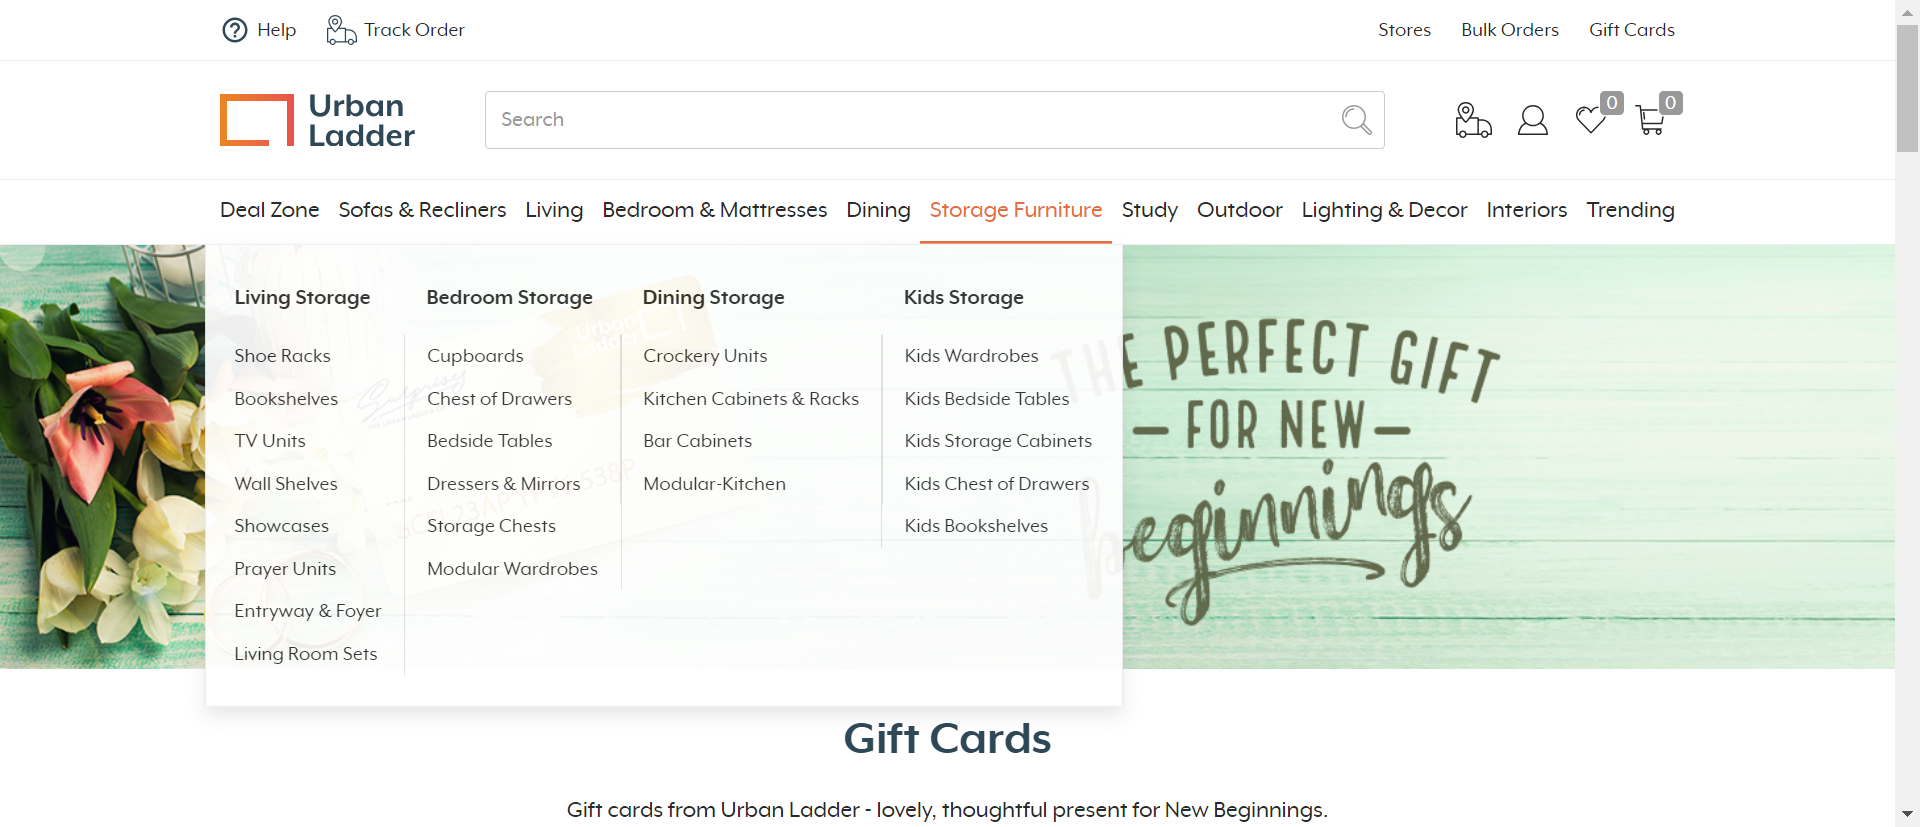 Help
Track Order
Stores
Bulk Orders
Gift Cards
Urban
Ladder
Search
0
0
Deal Zone
Sofas & Recliners
Living
Bedroom & Mattresses
Dining
Storage Furniture
Study
Outdoor
Lighting & Decor
Interiors
Trending
Living Storage
Shoe Racks
Bookshelves
TV Units
Wall Shelves
Showcases
Prayer Units
Entryway & Foyer
Living Room Sets
Bedroom Storage
Cupboards
Chest of Drawers
Bedside Tables
Dressers & Mirrors
Storage Chests
Modular Wardrobes
Dining Storage
Crockery Units
Kitchen Cabinets & Racks
Bar Cabinets
Modular-Kitchen
Kids Storage
Kids Wardrobes
Kids Bedside Tables
Kids Storage Cabinets
Kids Chest of Drawers
Kids Bookshelves
Urban
Ladder
THE PERFECT GIFT
— FOR NEW —
beginnings
Gift Cards
Gift cards from Urban Ladder - lovely, thoughtful present for New Beginnings.